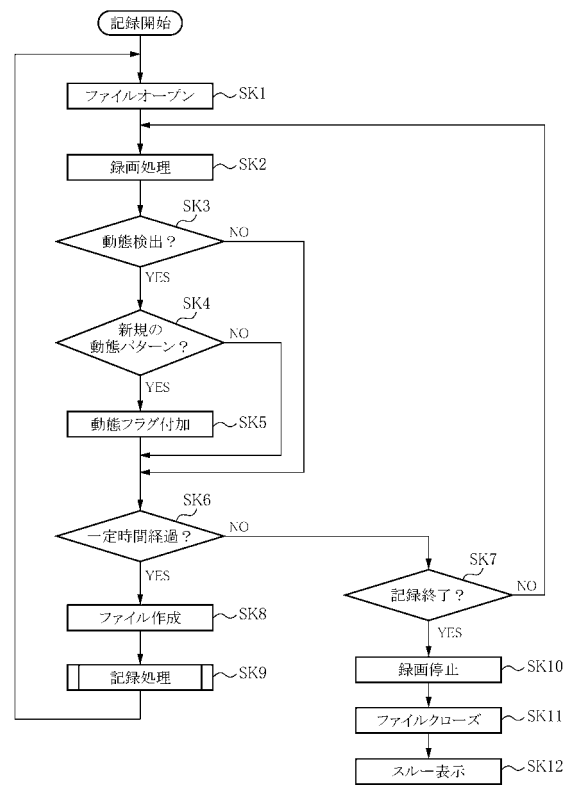 記録開始
ファイルオープン SK1
録画処理 SK2
SK3
動態検出? NO
YES
SK4
新規の
動態パターン? NO
YES
動態フラグ付加 SK5
SK6
一定時間経過? NO
YES
SK7
記録終了? NO
YES
ファイル作成 SK8
記録処理 SK9
録画停止 SK10
ファイルクローズ SK11
スルー表示 SK12